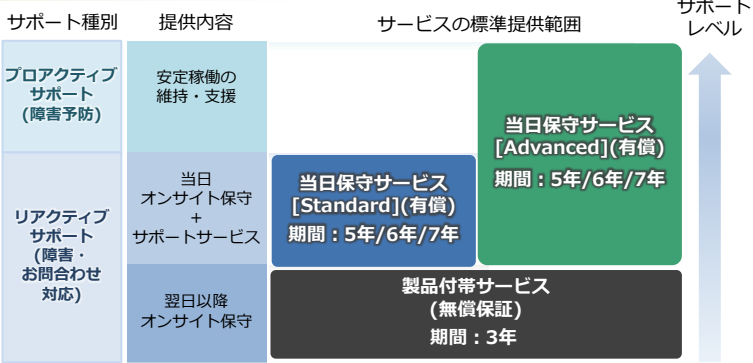 サポート種別
提供内容
サービスの標準提供範囲
サポート
レベル
プロアクティブ
サポート
(障害予防)
安定稼働の
維持・支援
当日保守サービス
[Advanced](有償)
期間：5年/6年/7年
リアクティブ
サポート
(障害・
お問合わせ
対応)
当日
オンサイト保守
+
サポートサービス
当日保守サービス
[Standard](有償)
期間：5年/6年/7年
翌日以降
オンサイト保守
製品付帯サービス
(無償保証)
期間：3年